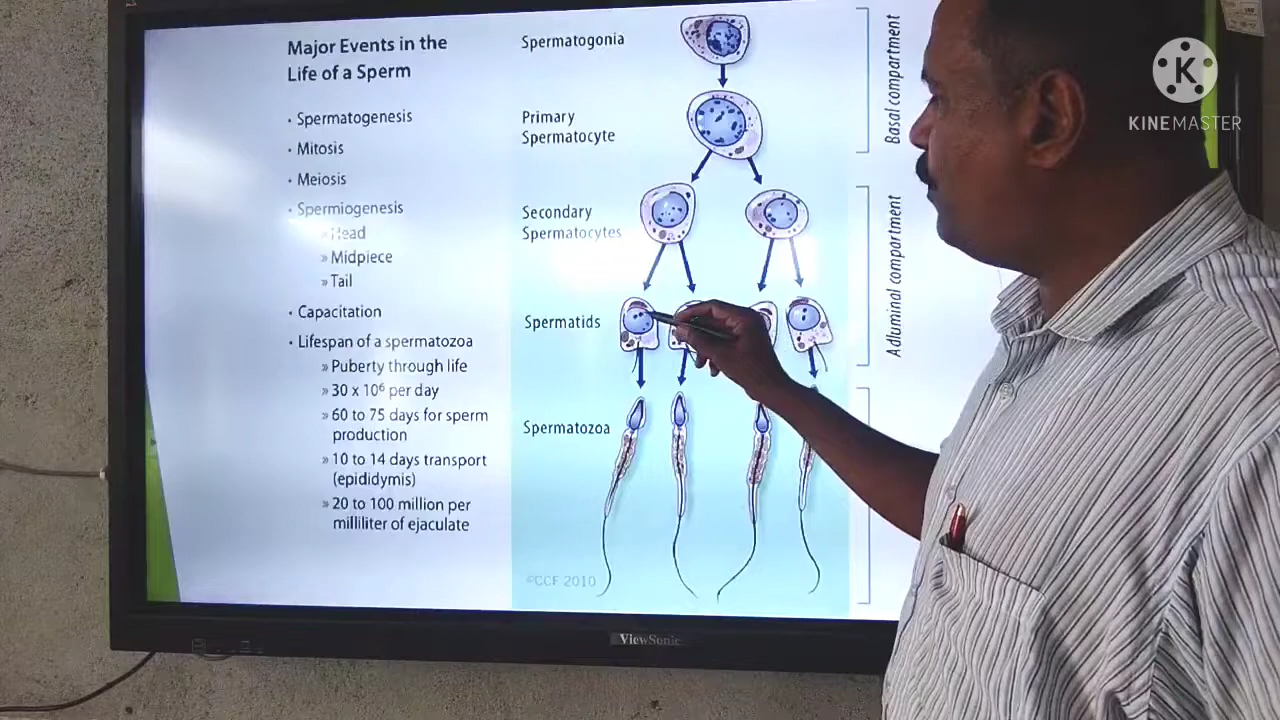 Major Events in the
Life of a Sperm
• Spermatogenesis
• Mitosis
• Meiosis
• Spermiogenesis
» Head
» Midpiece
» Tail
• Capacitation
• Lifespan of a spermatozoa
» Puberty through life
» 30 x 10⁶ per day
» 60 to 75 days for sperm
production
» 10 to 14 days transport
(epididymis)
» 20 to 100 million per
milliliter of ejaculate
Spermatogonia
Primary
Spermatocyte
Secondary
Spermatocytes
Spermatids
Spermatozoa
©CCF 2010
Basal compartment
Adluminal compartment
K
KINEMASTER
ViewSonic